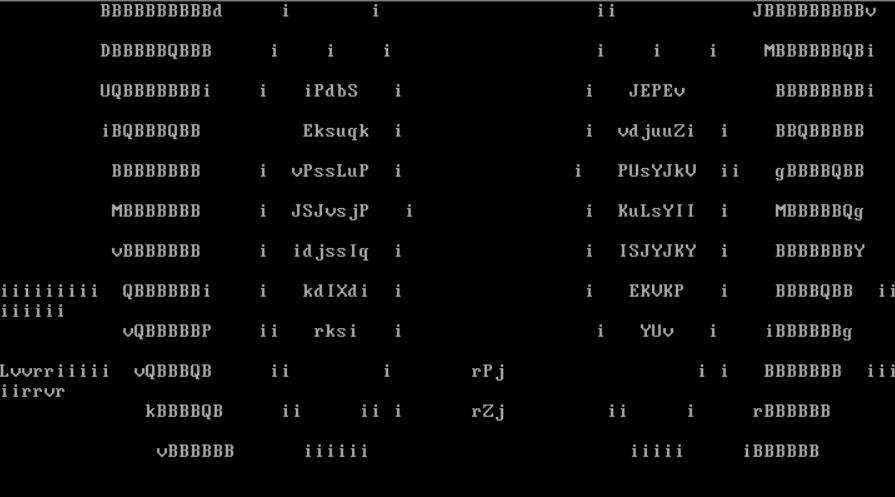 BBBBBBBBBBd i i ii JBBBBBBBBBv
DBBBBBQBBB i i i i i i MBBBBBBQBi
UQBBBBBBBi i iPdbS i i JEPEv BBBBBBBBi
iBQBBBQBB Eksuqk i i vdjuuZi i BBQBBBBB
BBBBBBBB i vPssLuP i i PUsYJkV ii gBBBBQBB
MBBBBBBB i JSJvsjP i i KuLsYII i MBBBBBQg
vBBBBBBB i idjssIq i i ISJYJKY i BBBBBBBY
iiiiiiiii QBBBBBBi i kdIXdi i i EKVKP i BBBBQBB ii
iiiiii
vQBBBBBP ii rksi i i YUv i iBBBBBBg
Lvvrriiiii vQBBBQB ii i rPj i i BBBBBBB iii
iirrvr
kBBBBQB ii ii i rZj ii i rBBBBBB
vBBBBBB iiiiii iiiii iBBBBBB